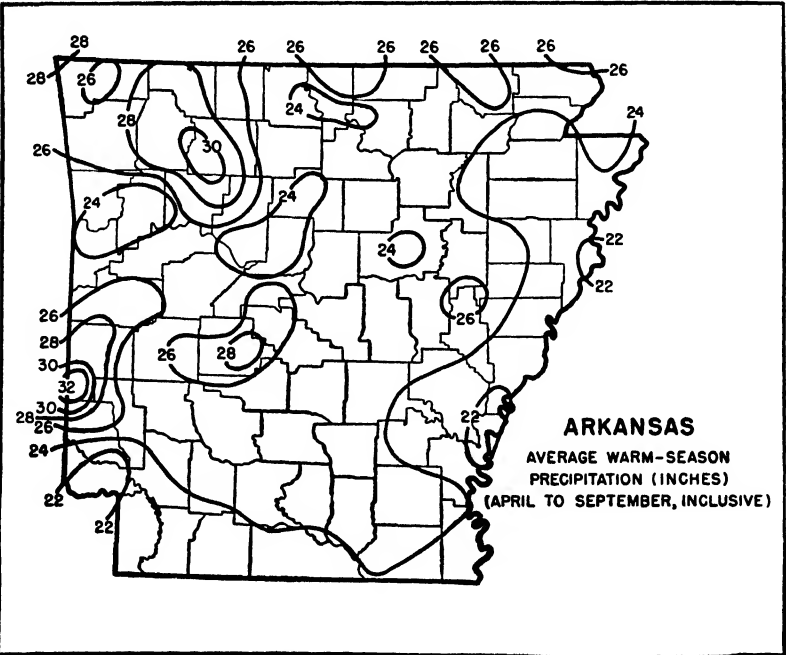 28 26 26 26 26 26 26
28 26
24 24
28
30
26
24 24
24 22
22
26 26
28 26 28
30
32
30
28 22
26
24
22
22
ARKANSAS
AVERAGE WARM-SEASON
PRECIPITATION (INCHES)
(APRIL TO SEPTEMBER, INCLUSIVE)